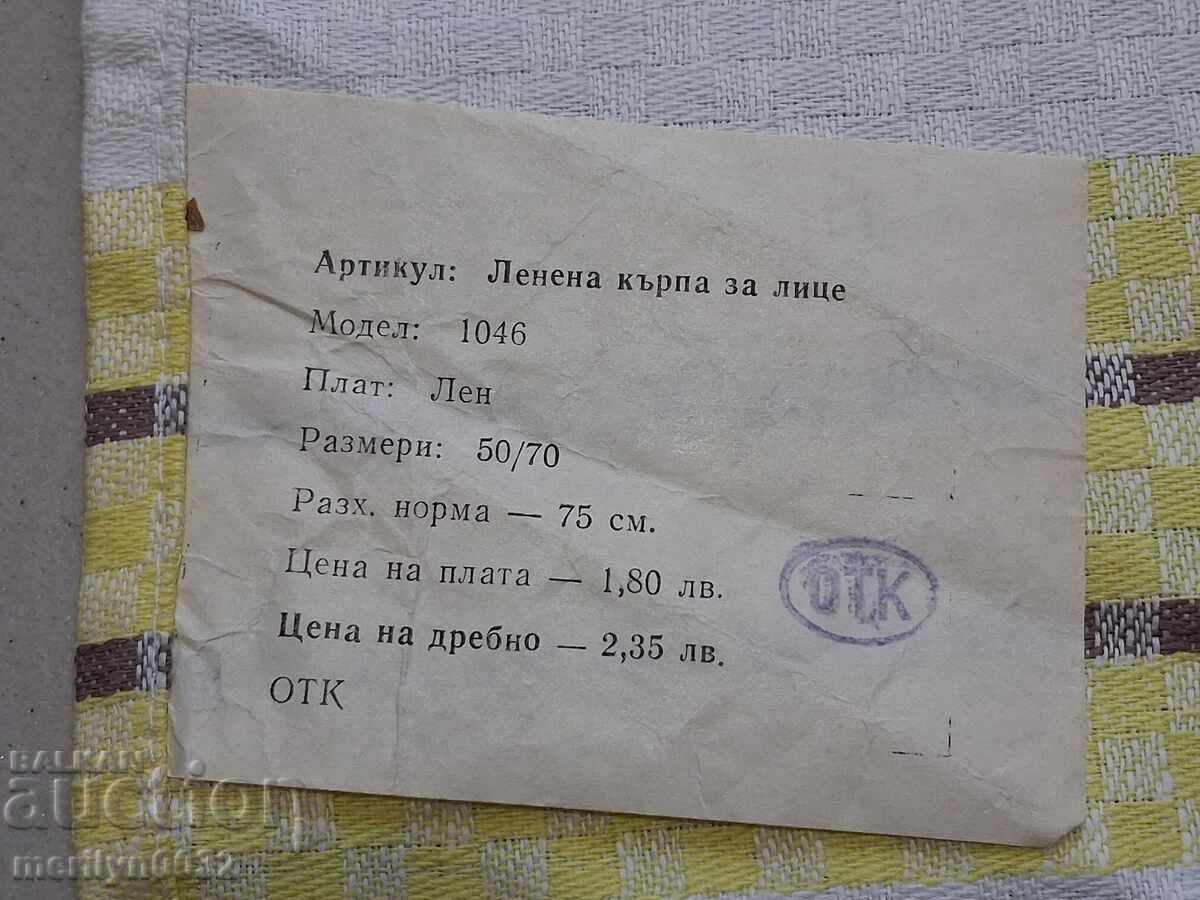 Артикул: Ленена кърпа за лице
Модел: 1046
Плат: Лен
Размери: 50/70
Разх. норма — 75 см.
Цена на плата — 1,80 лв.
Цена на дребно — 2,35 лв.
ОТК
ОТК
BALKAN
auction
merilyn0032